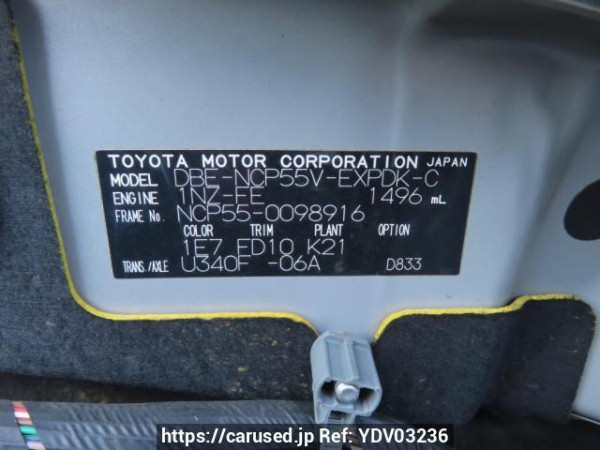 TOYOTA MOTOR CORPORATION JAPAN
MODEL DBE-NCP55V-EXPDK-C
ENGINE 1NZ-FE 1496 mL
FRAME No. NCP55-0098916
COLOR TRIM PLANT OPTION
1E7 FD10 K21
TRANS./AXLE U340F -06A D833
https://carused.jp Ref: YDV03236